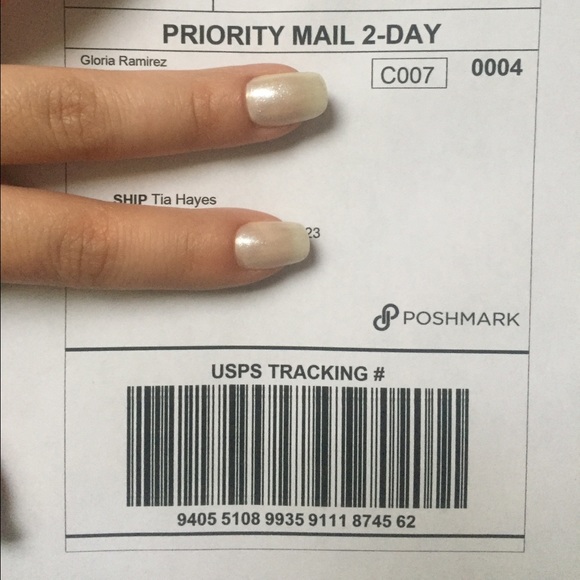 PRIORITY MAIL 2-DAY
Gloria Ramirez
C007 0004
SHIP Tia Hayes
23
POSHMARK
USPS TRACKING #
9405 5108 9935 9111 8745 62